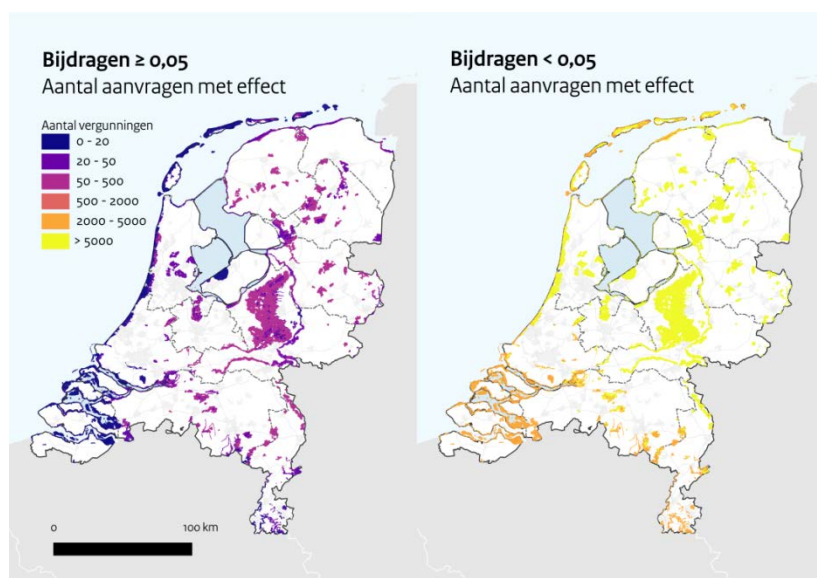 Bijdragen ≥ 0,05
Aantal aanvragen met effect
Aantal vergunningen
0 - 20
20 - 50
50 - 500
500 - 2000
2000 - 5000
> 5000
0 100 km
Bijdragen < 0,05
Aantal aanvragen met effect